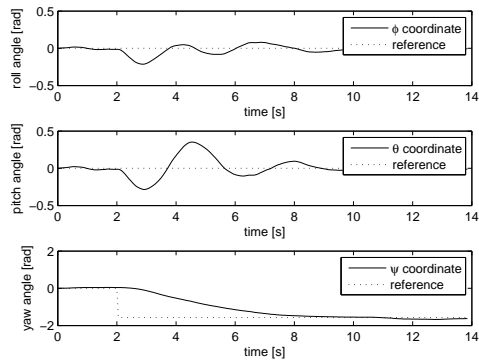 0.5
0
−0.5
roll angle [rad]
φ coordinate
reference
0 2 4 6 8 10 12 14
time [s]
0.5
0
−0.5
pitch angle [rad]
θ coordinate
reference
0 2 4 6 8 10 12 14
time [s]
2
0
−2
yaw angle [rad]
ψ coordinate
reference
0 2 4 6 8 10 12 14
time [s]